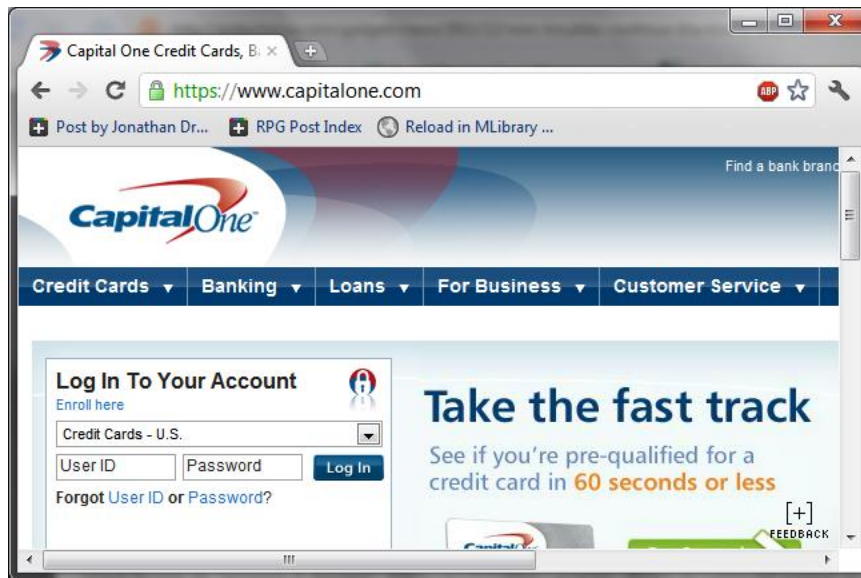 Capital One Credit Cards, B
https://www.capitalone.com
ABP
Post by Jonathan Dr... RPG Post Index Reload in MLibrary ...
Find a bank branc
CapitalOne
Credit Cards Banking Loans For Business Customer Service
Log In To Your Account
Enroll here
Credit Cards - U.S.
User ID Password Log In
Forgot User ID or Password?
Take the fast track
See if you're pre-qualified for a
credit card in 60 seconds or less
[+]
FEEDBACK